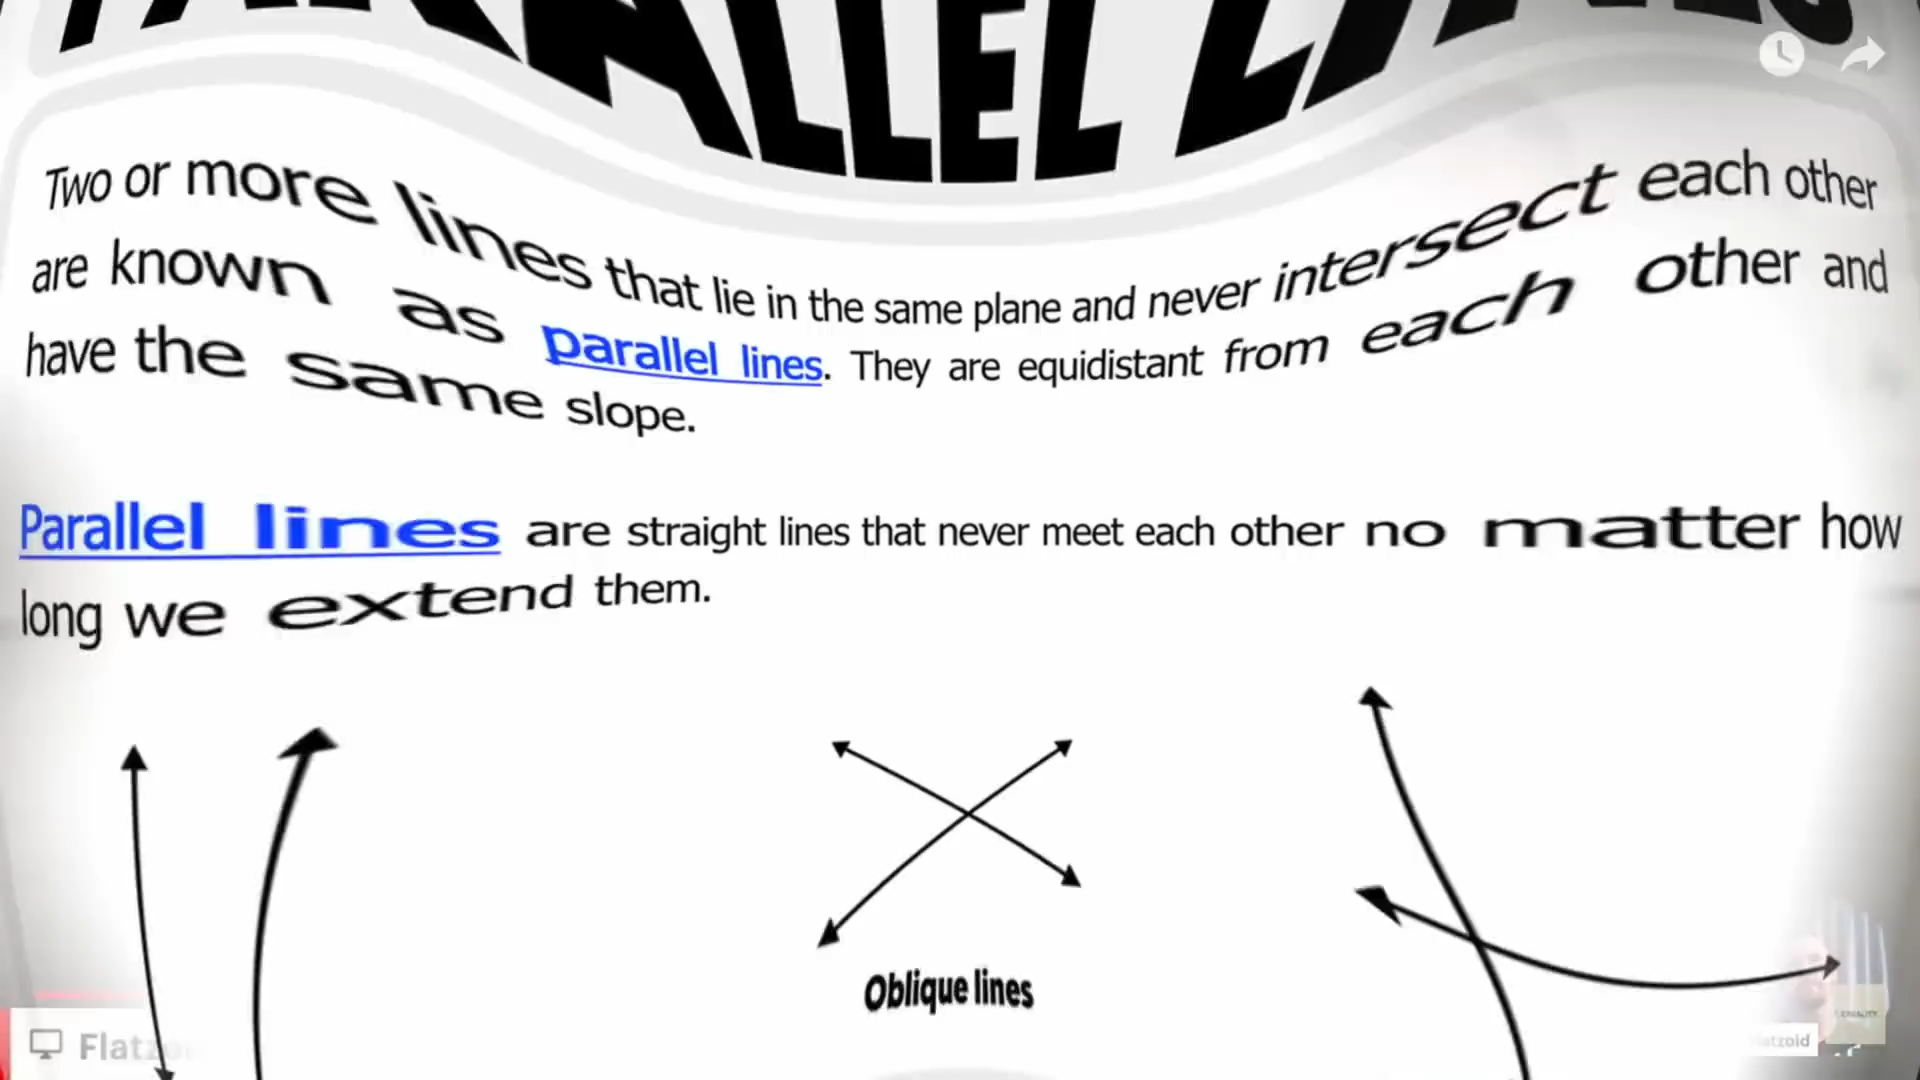 PARALLEL LINES
Two or more lines that lie in the same plane and never intersect each other
are known as parallel lines. They are equidistant from each other and
have the same slope.
Parallel lines are straight lines that never meet each other no matter how
long we extend them.
Oblique lines